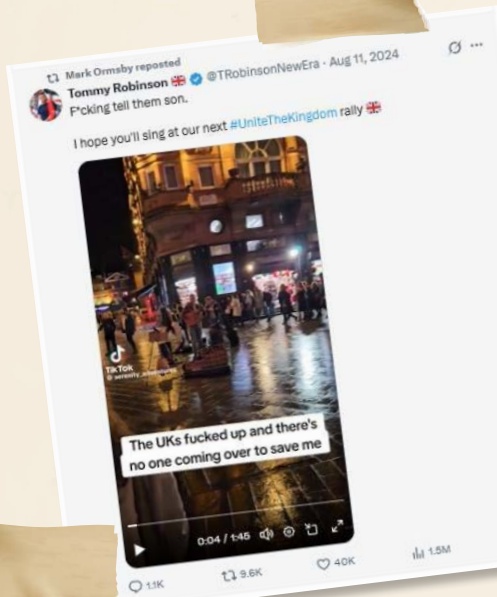 Mark Ormsby reposted
Tommy Robinson 🇬🇧 @TRobinsonNewEra · Aug 11, 2024
F*cking tell them son.
I hope you'll sing at our next #UniteTheKingdom rally 🇬🇧
TikTok
The UKs fucked up and there's
no one coming over to save me
0:04 / 1:45
1.1K
9.6K
40K
1.5M